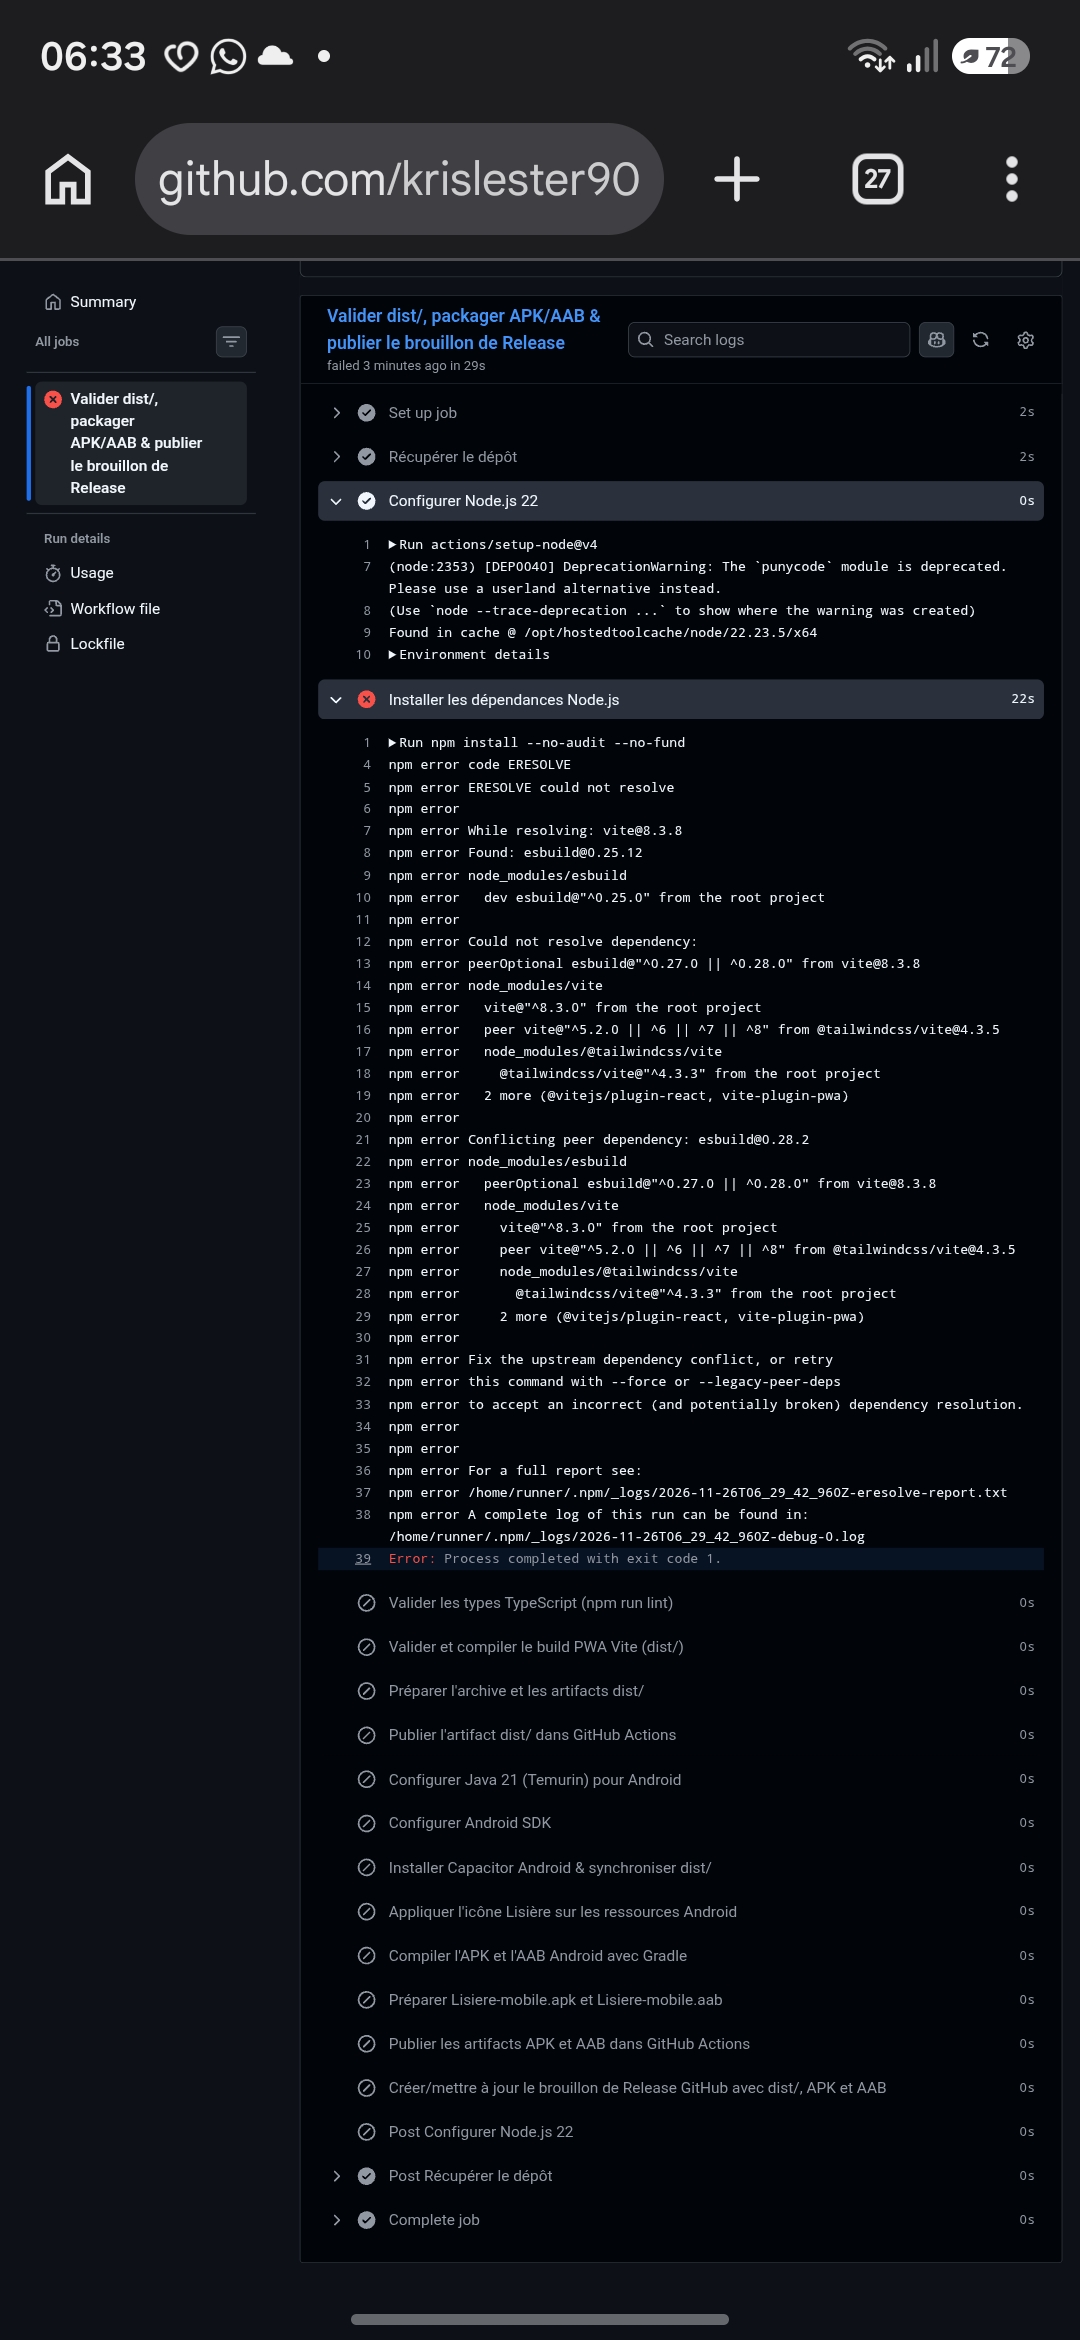 06:33
72
github.com/krislester90
27
Summary
All jobs
Valider dist/,
packager
APK/AAB & publier
le brouillon de
Release
Run details
Usage
Workflow file
Lockfile
Valider dist/, packager APK/AAB &
publier le brouillon de Release
failed 3 minutes ago in 29s
Search logs
Set up job 2s
Récupérer le dépôt 2s
Configurer Node.js 22 0s
1 Run actions/setup-node@v4
7 (node:2353) [DEP0040] DeprecationWarning: The `punycode` module is deprecated.
Please use a userland alternative instead.
8 (Use `node --trace-deprecation ...` to show where the warning was created)
9 Found in cache @ /opt/hostedtoolcache/node/22.23.5/x64
10 Environment details
Installer les dépendances Node.js 22s
1 Run npm install --no-audit --no-fund
4 npm error code ERESOLVE
5 npm error ERESOLVE could not resolve
6 npm error
7 npm error While resolving: vite@8.3.8
8 npm error Found: esbuild@0.25.12
9 npm error node_modules/esbuild
10 npm error   dev esbuild@"^0.25.0" from the root project
11 npm error
12 npm error Could not resolve dependency:
13 npm error peerOptional esbuild@"^0.27.0 || ^0.28.0" from vite@8.3.8
14 npm error node_modules/vite
15 npm error   vite@"^8.3.0" from the root project
16 npm error   peer vite@"^5.2.0 || ^6 || ^7 || ^8" from @tailwindcss/vite@4.3.5
17 npm error   node_modules/@tailwindcss/vite
18 npm error     @tailwindcss/vite@"^4.3.3" from the root project
19 npm error   2 more (@vitejs/plugin-react, vite-plugin-pwa)
20 npm error
21 npm error Conflicting peer dependency: esbuild@0.28.2
22 npm error node_modules/esbuild
23 npm error   peerOptional esbuild@"^0.27.0 || ^0.28.0" from vite@8.3.8
24 npm error   node_modules/vite
25 npm error     vite@"^8.3.0" from the root project
26 npm error     peer vite@"^5.2.0 || ^6 || ^7 || ^8" from @tailwindcss/vite@4.3.5
27 npm error     node_modules/@tailwindcss/vite
28 npm error       @tailwindcss/vite@"^4.3.3" from the root project
29 npm error     2 more (@vitejs/plugin-react, vite-plugin-pwa)
30 npm error
31 npm error Fix the upstream dependency conflict, or retry
32 npm error this command with --force or --legacy-peer-deps
33 npm error to accept an incorrect (and potentially broken) dependency resolution.
34 npm error
35 npm error
36 npm error For a full report see:
37 npm error /home/runner/.npm/_logs/2026-11-26T06_29_42_960Z-eresolve-report.txt
38 npm error A complete log of this run can be found in:
/home/runner/.npm/_logs/2026-11-26T06_29_42_960Z-debug-0.log
39 Error: Process completed with exit code 1.
Valider les types TypeScript (npm run lint) 0s
Valider et compiler le build PWA Vite (dist/) 0s
Préparer l'archive et les artifacts dist/ 0s
Publier l'artifact dist/ dans GitHub Actions 0s
Configurer Java 21 (Temurin) pour Android 0s
Configurer Android SDK 0s
Installer Capacitor Android & synchroniser dist/ 0s
Appliquer l'icône Lisière sur les ressources Android 0s
Compiler l'APK et l'AAB Android avec Gradle 0s
Préparer Lisiere-mobile.apk et Lisiere-mobile.aab 0s
Publier les artifacts APK et AAB dans GitHub Actions 0s
Créer/mettre à jour le brouillon de Release GitHub avec dist/, APK et AAB 0s
Post Configurer Node.js 22 0s
Post Récupérer le dépôt 0s
Complete job 0s